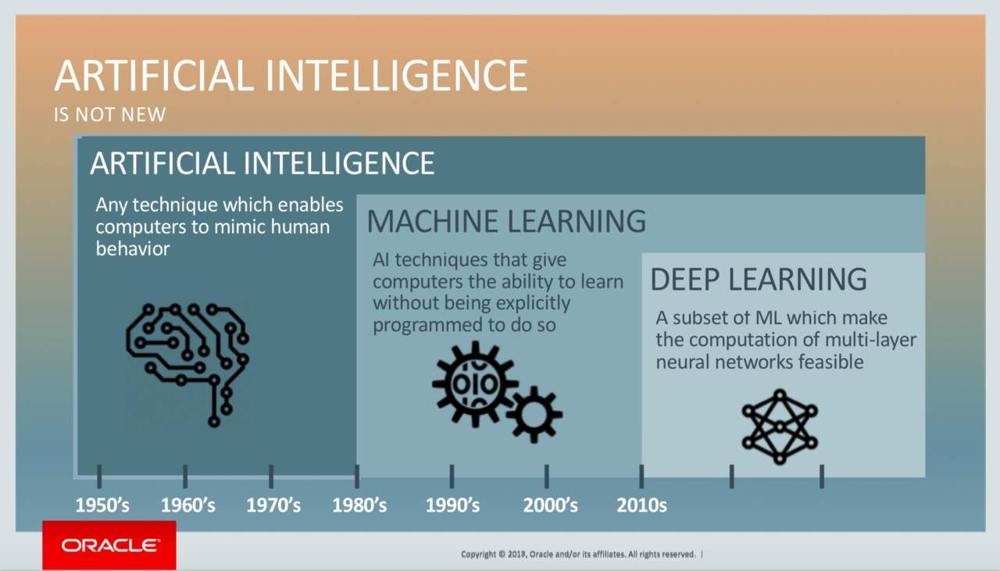 ARTIFICIAL INTELLIGENCE
IS NOT NEW
ARTIFICIAL INTELLIGENCE
Any technique which enables
computers to mimic human
behavior
MACHINE LEARNING
AI techniques that give
computers the ability to learn
without being explicitly
programmed to do so
DEEP LEARNING
A subset of ML which make
the computation of multi-layer
neural networks feasible
1950’s 1960’s 1970’s 1980’s 1990’s 2000’s 2010s
ORACLE®
Copyright © Oracle and/or its affiliates. All rights reserved. |